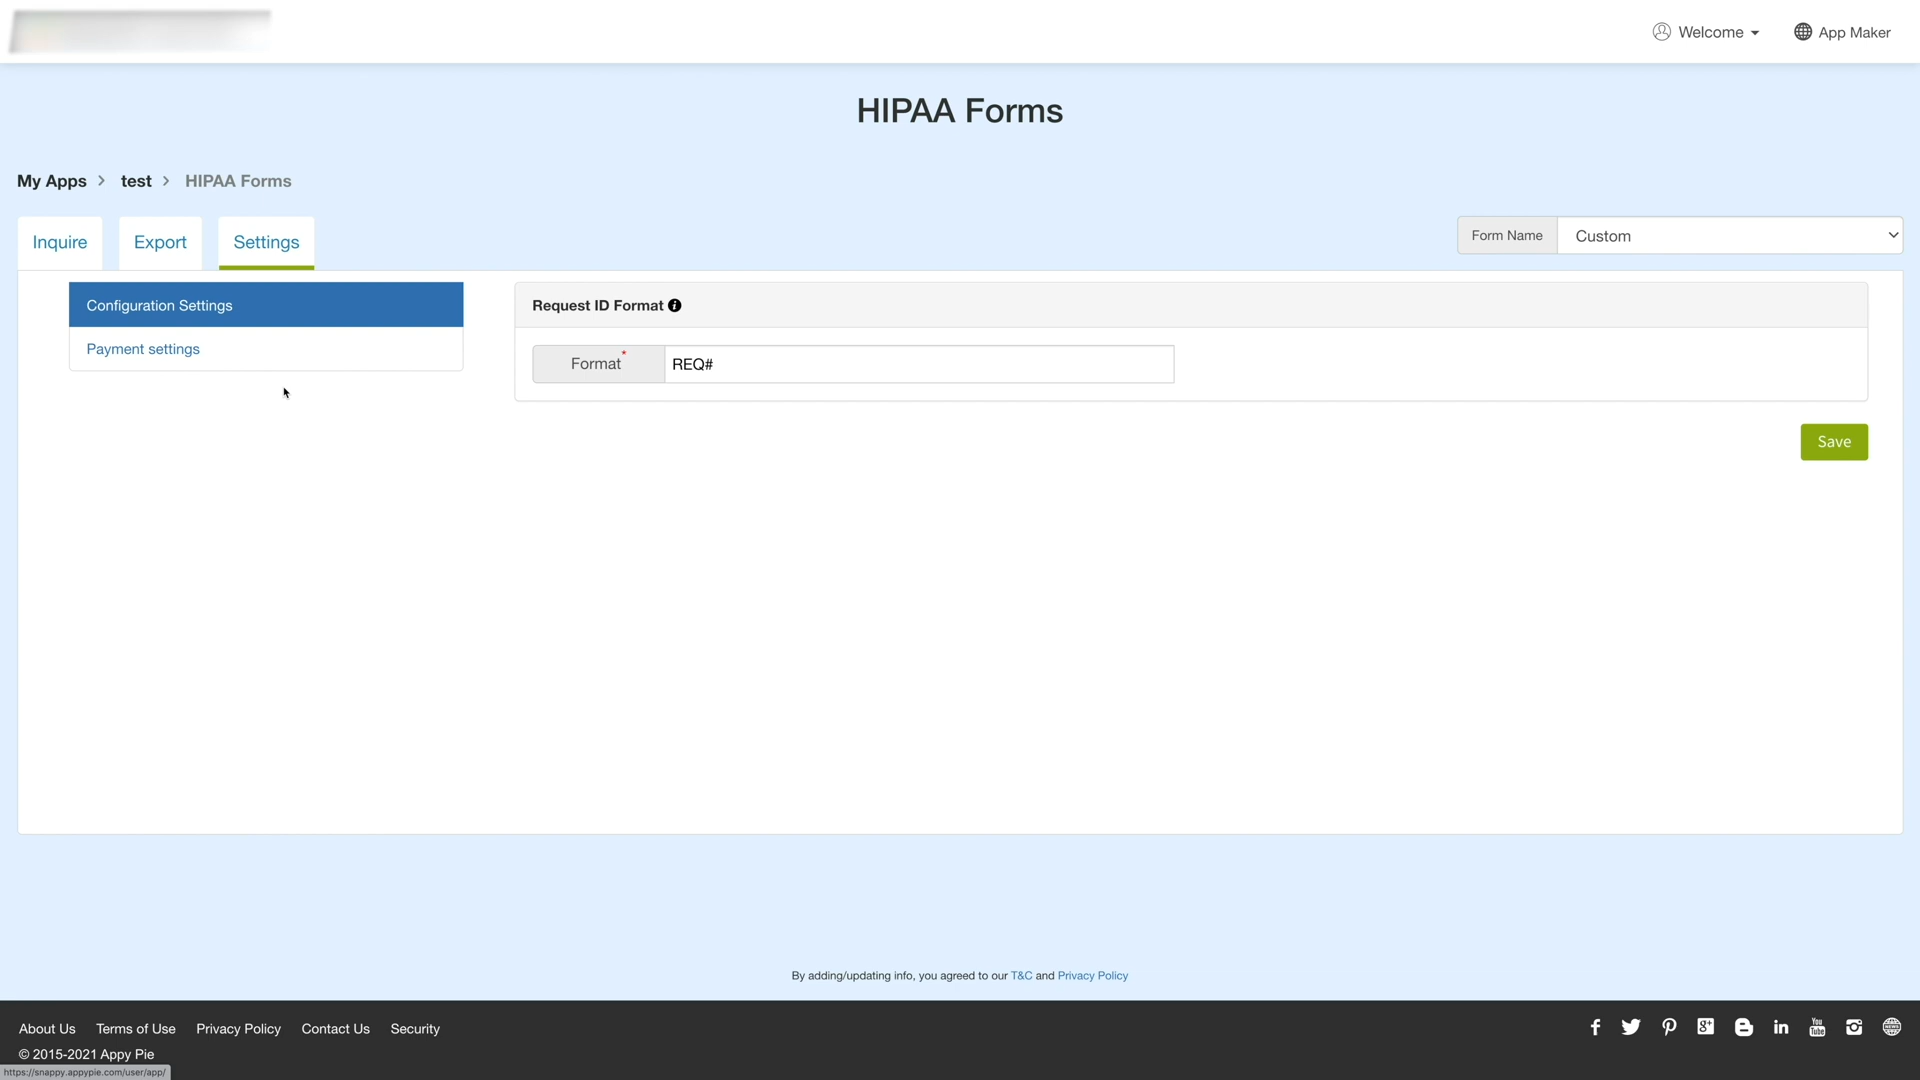 Welcome
App Maker
HIPAA Forms
My Apps > test > HIPAA Forms
Inquire
Export
Settings
Form Name
Custom
Configuration Settings
Payment settings
Request ID Format
Format*
REQ#
Save
By adding/updating info, you agreed to our T&C and Privacy Policy
About Us Terms of Use Privacy Policy Contact Us Security
© 2015-2021 Appy Pie
https://snappy.appypie.com/user/app/